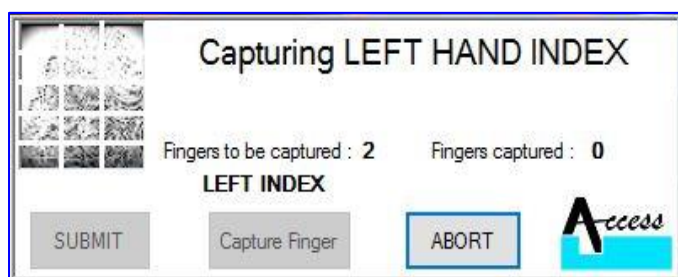 Capturing LEFT HAND INDEX
Fingers to be captured : 2 Fingers captured : 0
LEFT INDEX
SUBMIT Capture Finger ABORT Access